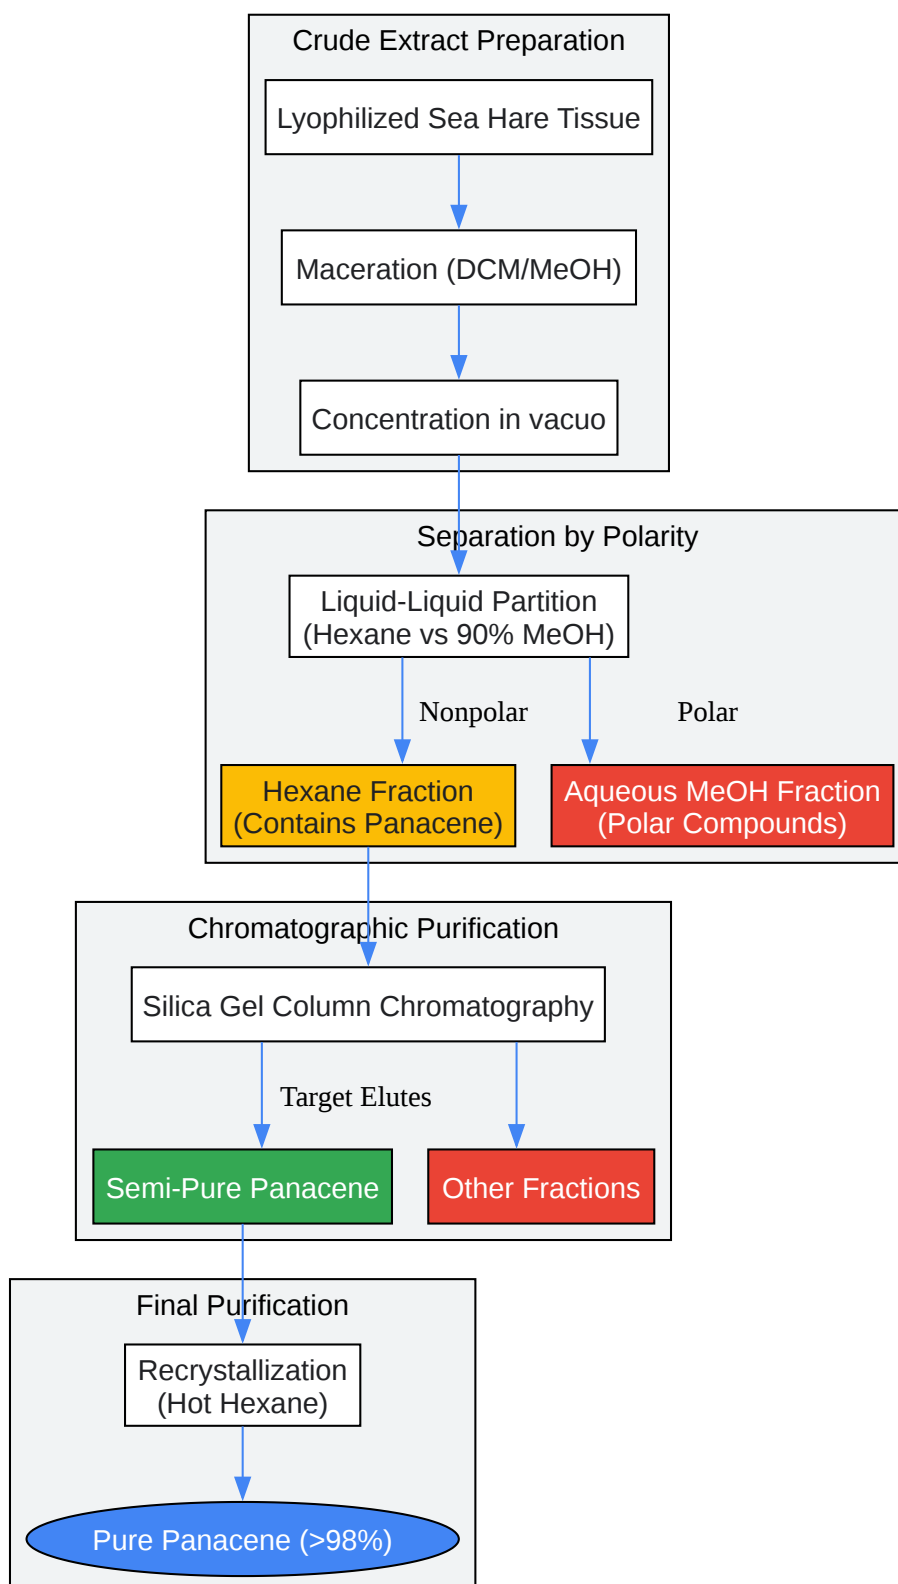 Crude Extract Preparation
Lyophilized Sea Hare Tissue
Maceration (DCM/MeOH)
Concentration in vacuo
Separation by Polarity
Liquid-Liquid Partition
(Hexane vs 90% MeOH)
Nonpolar
Polar
Hexane Fraction
(Contains Panacene)
Aqueous MeOH Fraction
(Polar Compounds)
Chromatographic Purification
Silica Gel Column Chromatography
Target Elutes
Semi-Pure Panacene
Other Fractions
Final Purification
Recrystallization
(Hot Hexane)
Pure Panacene (>98%)